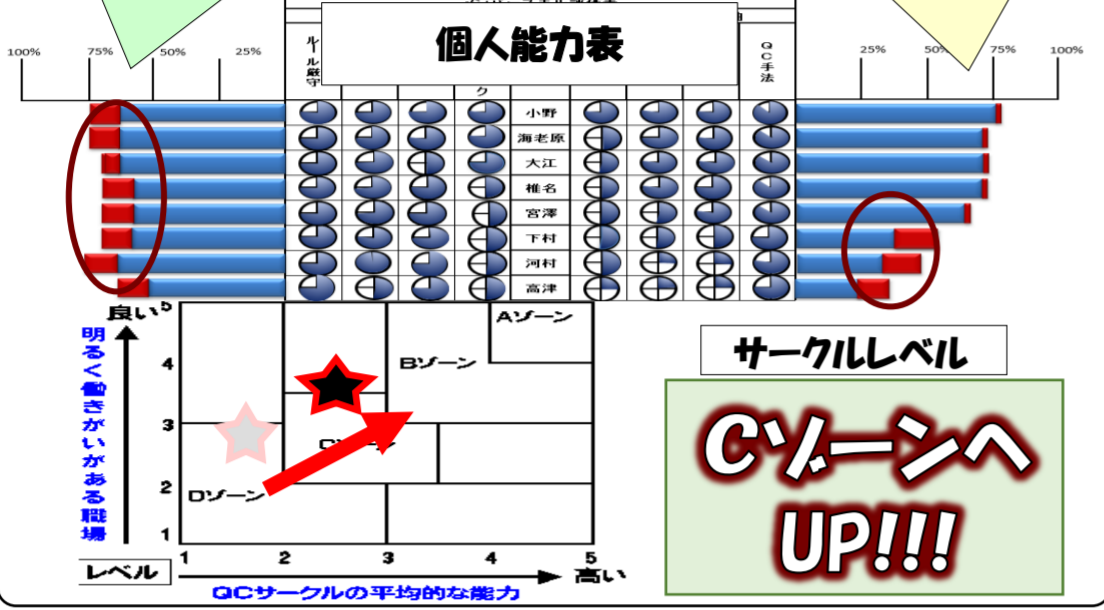 個人能力表
100% 75% 50% 25%
ルール厳守
ク
QC手法
25% 50% 75% 100%
小野
海老原
大江
椎名
宮澤
下村
河村
高津
良い
明るく働きがいがある職場
5
4
3
2
1
Aゾーン
Bゾーン
Dゾーン
1 2 3 4 5
レベル
高い
QCサークルの平均的な能力
サークルレベル
Cゾーンへ
UP!!!